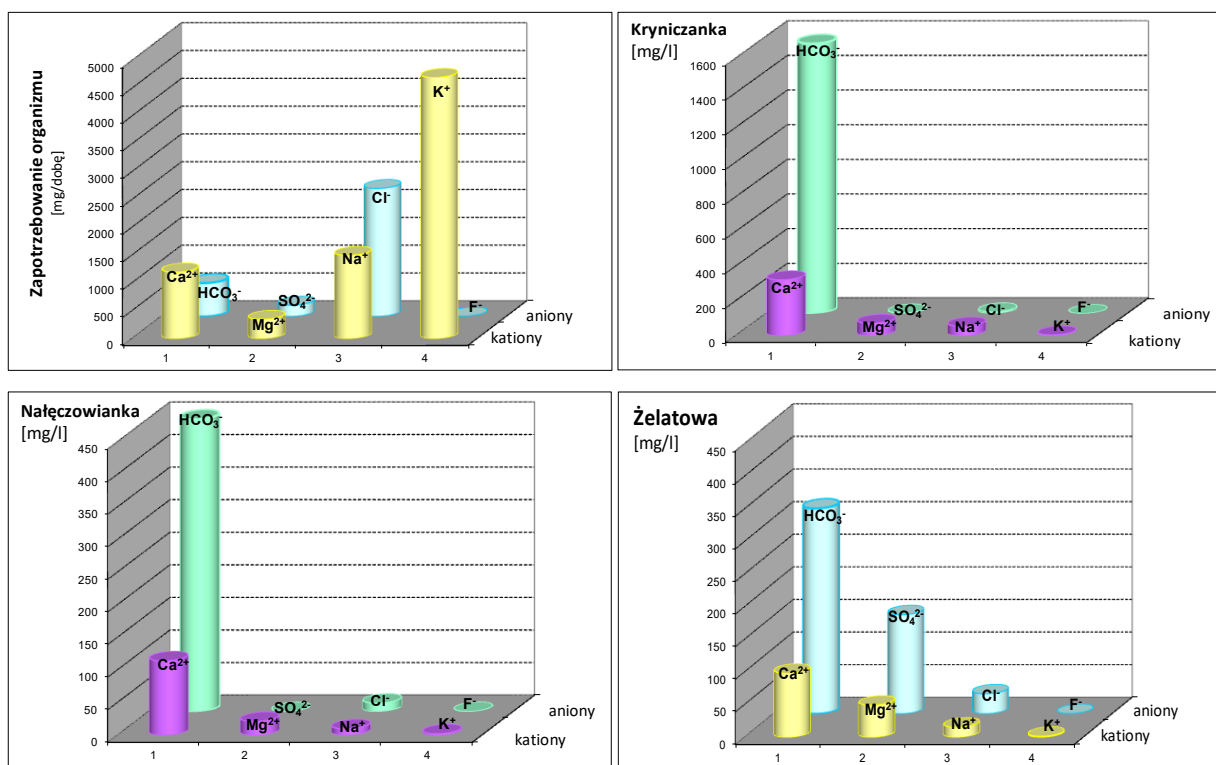 Zapotrzebowanie organizmu
[mg/dobę]
5000
4500
4000
3500
3000
2500
2000
1500
1000
500
0
Ca²⁺
HCO₃⁻
Mg²⁺
SO₄²⁻
Na⁺
Cl⁻
K⁺
F⁻
aniony
kationy
1 2 3 4
Kryniczanka
[mg/l]
1600
1400
1200
1000
800
600
400
200
0
HCO₃⁻
Ca²⁺
SO₄²⁻
Mg²⁺
Cl⁻
Na⁺
F⁻
K⁺
aniony
kationy
1 2 3 4
Nałęczowianka
[mg/l]
450
400
350
300
250
200
150
100
50
0
HCO₃⁻
Ca²⁺
SO₄²⁻
Mg²⁺
Cl⁻
Na⁺
F⁻
K⁺
aniony
kationy
1 2 3 4
Żelatowa
[mg/l]
450
400
350
300
250
200
150
100
50
0
HCO₃⁻
Ca²⁺
SO₄²⁻
Mg²⁺
Cl⁻
Na⁺
F⁻
K⁺
aniony
kationy
1 2 3 4